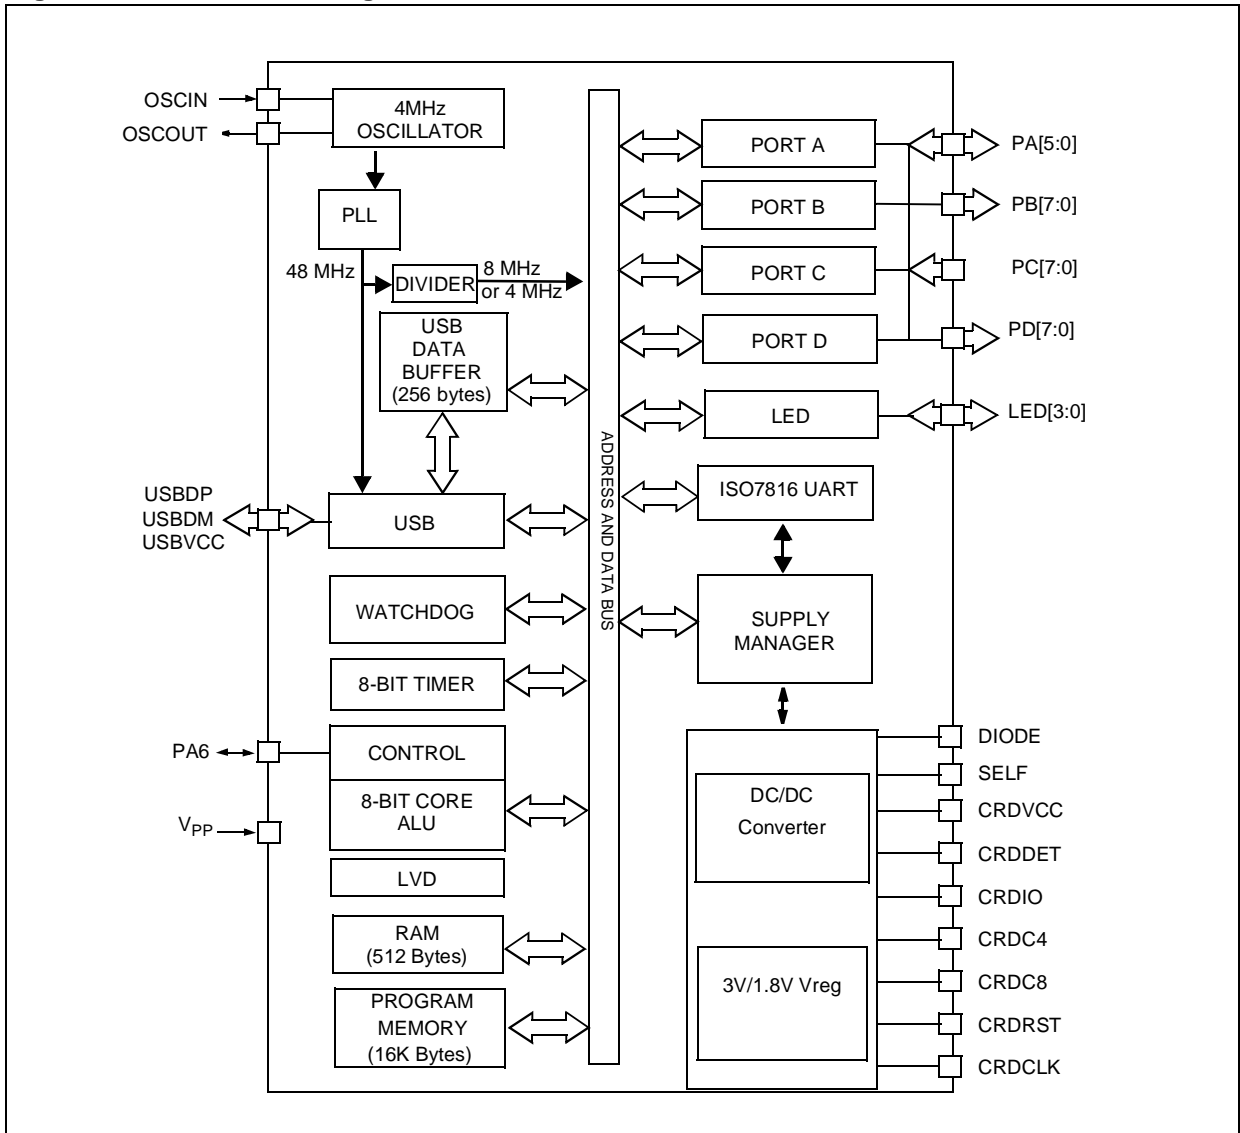 OSCIN
OSCOUT
4MHz
OSCILLATOR
PLL
48 MHz
DIVIDER
8 MHz
or 4 MHz
USB
DATA
BUFFER
(256 bytes)
USBDP
USBDM
USBVCC
USB
WATCHDOG
8-BIT TIMER
PA6
CONTROL
8-BIT CORE
ALU
VPP
LVD
RAM
(512 Bytes)
PROGRAM
MEMORY
(16K Bytes)
ADDRESS AND DATA BUS
PORT A
PA[5:0]
PORT B
PB[7:0]
PORT C
PC[7:0]
PORT D
PD[7:0]
LED
LED[3:0]
ISO7816 UART
SUPPLY
MANAGER
DC/DC
Converter
3V/1.8V Vreg
DIODE
SELF
CRDVCC
CRDDET
CRDIO
CRDC4
CRDC8
CRDRST
CRDCLK